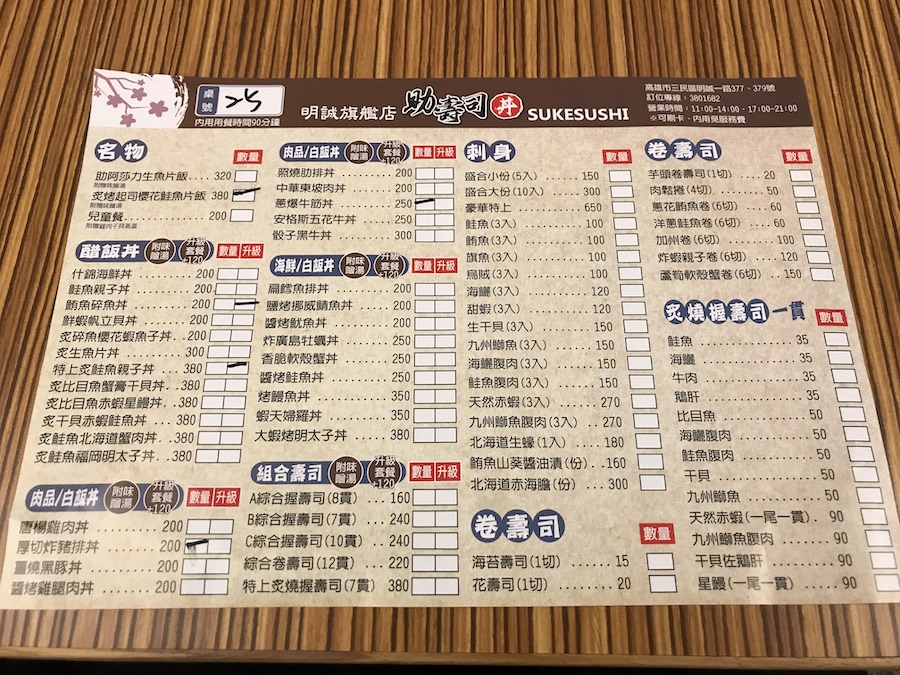 桌號 25
內用用餐時間90分鐘
明誠旗艦店 助壽司 丼 SUKESUSHI
高雄市三民區明誠一路377、379號
訂位專線：3801682
營業時間：11:00-14:00，17:00-21:00
※可刷卡、內用免服務費
名物 數量
助阿莎力生魚片飯... 320
附贈味噌湯
炙烤起司櫻花鮭魚片飯 380
附贈味噌湯
兒童餐............ 200
醋飯丼 附味噌湯 升級套餐+120 數量 升級
什錦海鮮丼 ....... 200
鮭魚親子丼 ....... 200
鮪魚碎魚丼 ....... 200
鮮蝦帆立貝丼 ..... 200
炙碎魚櫻花蝦魚子丼.. 200
炙生魚片丼 ....... 300
特上炙鮭魚親子丼 .. 380
炙比目魚蟹膏干貝丼.. 380
炙比目魚赤蝦星鰻丼.. 380
炙干貝赤蝦鮭魚丼 .. 380
炙鮭魚北海道蟹肉丼.. 380
炙鮭魚福岡明太子丼.. 380
肉品/白飯丼 附味噌湯 升級套餐+120 數量 升級
唐楊雞肉丼 ....... 200
厚切炸豬排丼 ..... 200
薑燒黑豚丼 ....... 200
醬烤雞腿肉丼 ..... 200
肉品/白飯丼 附味噌湯 升級套餐+120 數量 升級
照燒肋排丼 ....... 200
中華東坡肉丼 ..... 200
蔥爆牛筋丼 ....... 250
安格斯五花牛丼 ... 250
骰子黑牛丼 ....... 300
海鮮/白飯丼 附味噌湯 升級套餐+120 數量 升級
扁鱈魚排丼 ....... 200
鹽烤挪威鯖魚丼 ... 200
醬烤魷魚丼 ....... 200
炸廣島牡蠣丼 ..... 250
香脆軟殼蟹丼 ..... 250
醬烤鮭魚丼 ....... 250
烤鰻魚丼 ......... 350
蝦天婦羅丼 ....... 350
大蝦烤明太子丼 ... 380
組合壽司 附味噌湯 升級套餐+120 數量 升級
A綜合握壽司(8貫) ... 160
B綜合握壽司(7貫) ... 240
C綜合握壽司(10貫) .. 240
綜合卷壽司(12貫) ... 220
特上炙燒握壽司(7貫) 380
刺身 數量
盛合小份(5入) ..... 150
盛合大份(10入) .... 300
豪華特上 .......... 650
鮭魚(3入) ......... 100
鮪魚(3入) ......... 100
旗魚(3入) ......... 100
烏賊(3入) ......... 100
海鱺(3入) ......... 120
甜蝦(3入) ......... 120
生干貝(3入) ....... 150
九州鰤魚(3入) ..... 150
海鱺腹肉(3入) ..... 150
鮭魚腹肉(3入) ..... 150
天然赤蝦(3入) ..... 270
九州鰤魚腹肉(3入) .. 270
北海道生蠔(1入) ... 180
鮪魚山葵醬油漬(份).. 160
北海道赤海膽(份) .. 300
卷壽司 數量
海苔壽司(1切) ..... 15
花壽司(1切) ....... 20
卷壽司 數量
芋頭卷壽司(1切) ... 20
肉鬆捲(4切) ....... 50
蔥花鮪魚卷(6切) ... 60
洋蔥鮭魚卷(6切) ... 60
加州卷(6切) ....... 100
炸蝦親子卷(6切) ... 120
蘆筍軟殼蟹卷(6切) .. 150
炙燒握壽司一貫 數量
鮭魚 .............. 35
海鱺 .............. 35
牛肉 .............. 35
鵝肝 .............. 35
比目魚 ............ 50
海鱺腹肉 .......... 50
鮭魚腹肉 .......... 50
干貝 .............. 50
九州鰤魚 .......... 50
天然赤蝦(一尾一貫). 90
九州鰤魚腹肉 ...... 90
干貝佐鵝肝 ........ 90
星鰻(一尾一貫) .... 90